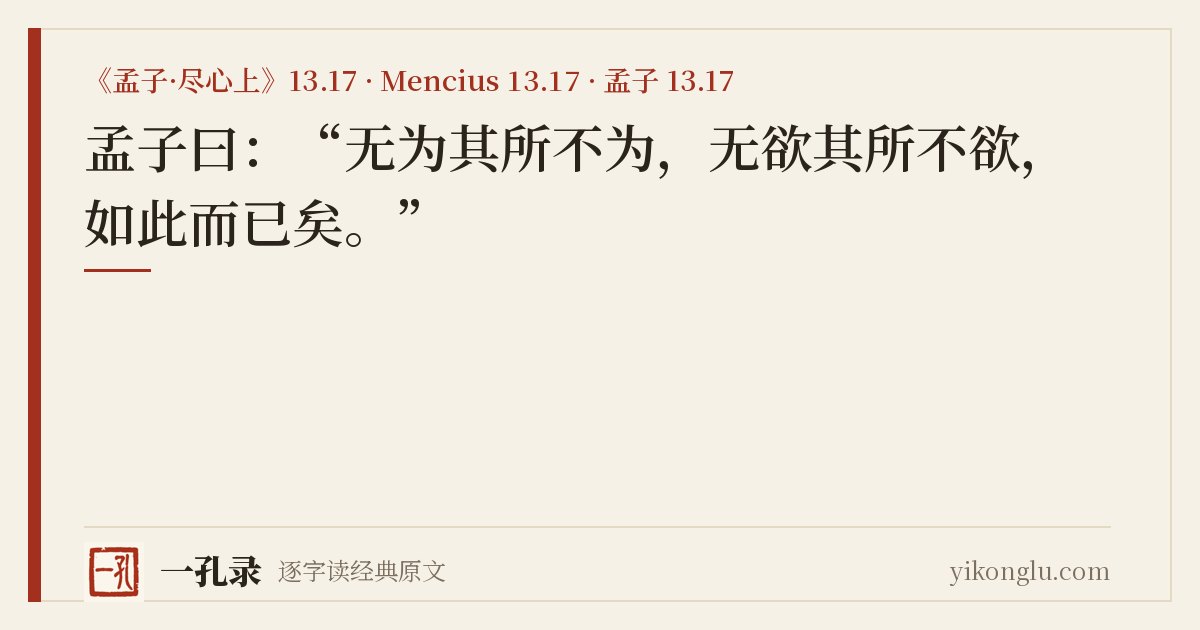 《孟子·尽心上》13.17 · Mencius 13.17 · 孟子 13.17
孟子曰：“无为其所不为，无欲其所不欲，
如此而已矣。”
一孔
一孔录 逐字读经典原文 yikonglu.com